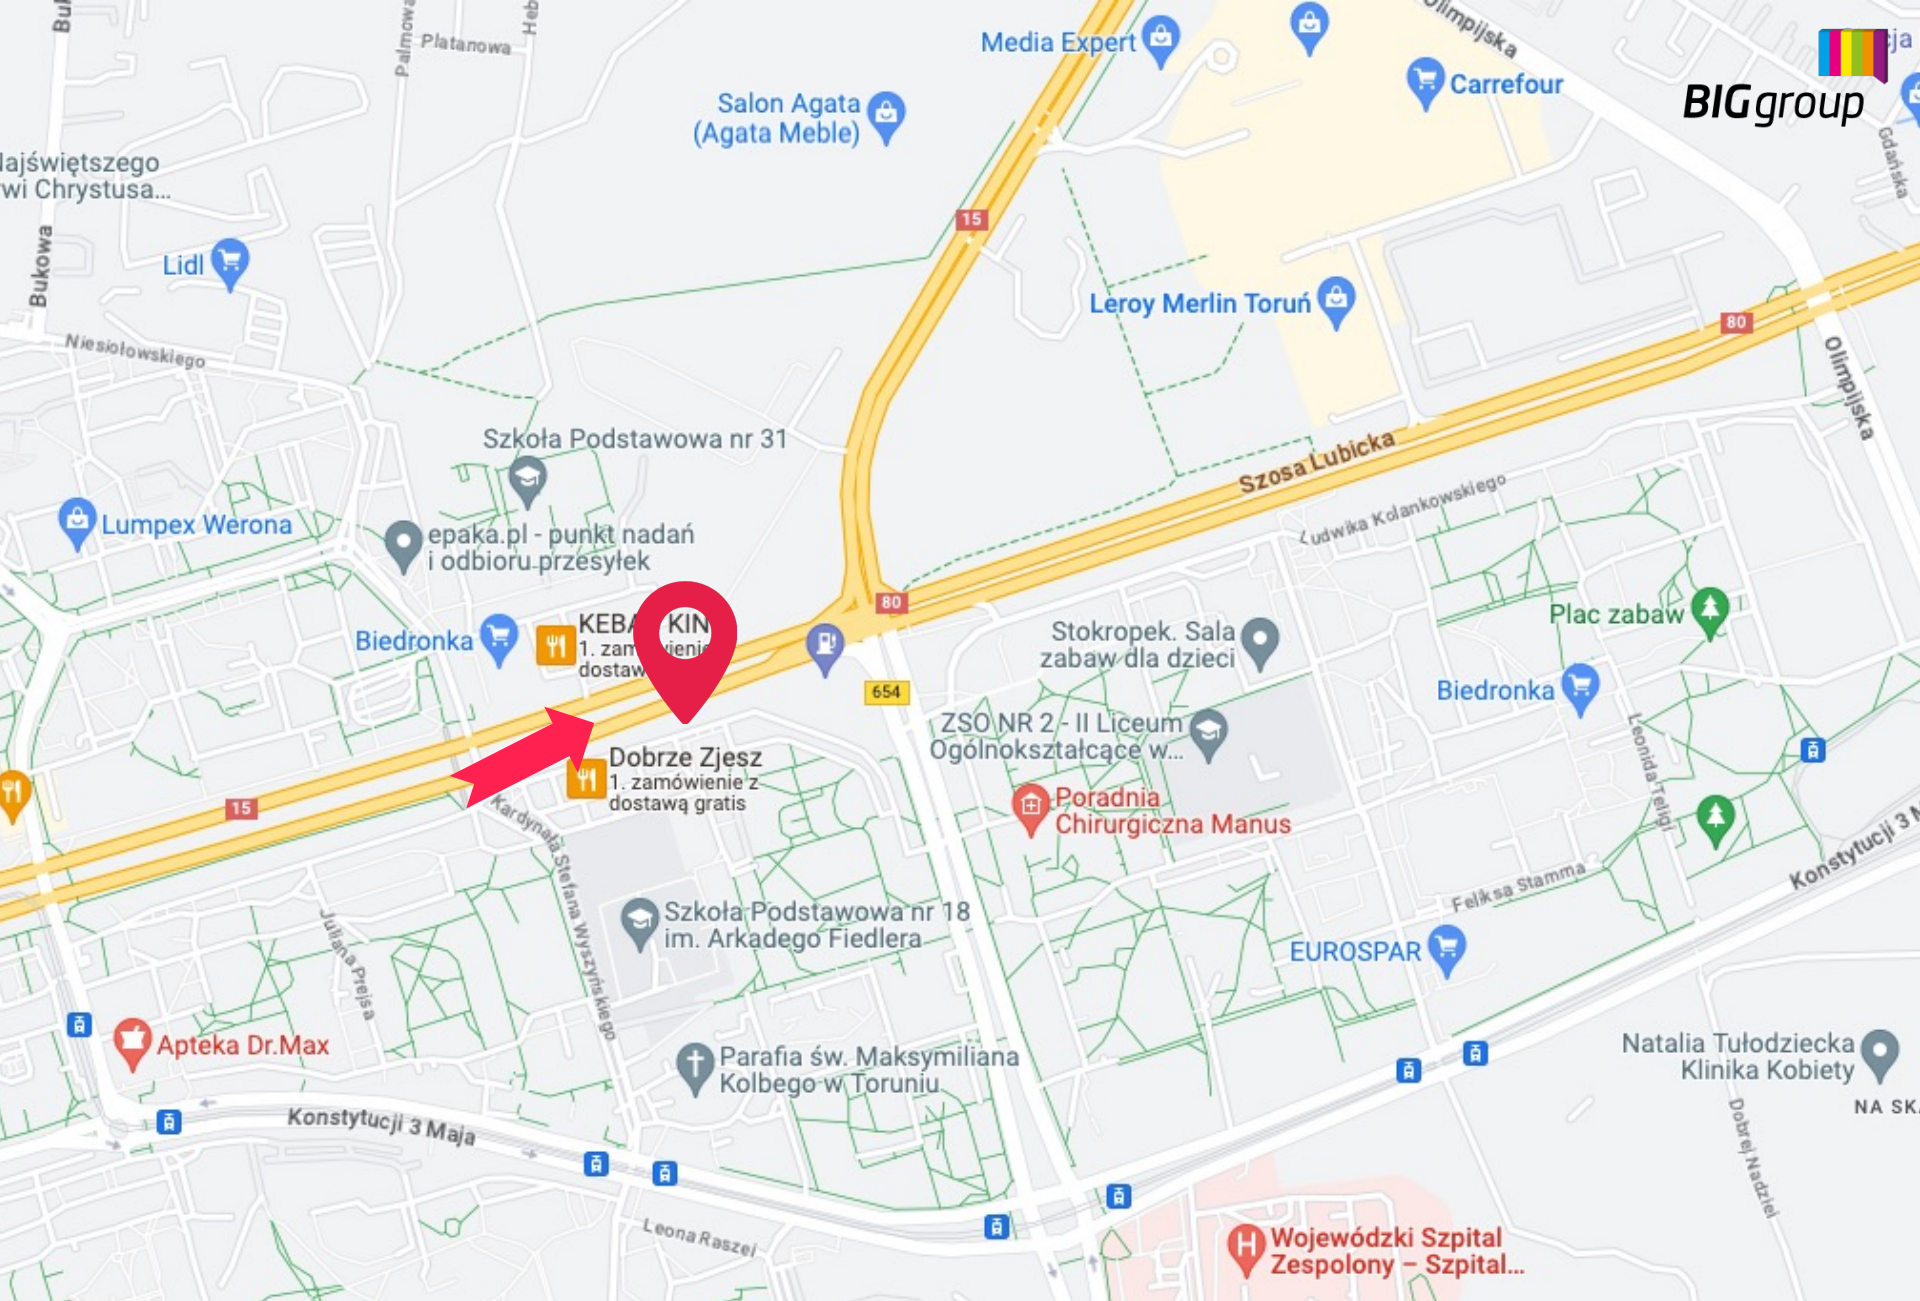 Platanowa
Palmowa
Olimpijska
Media Expert
Carrefour
BIGgroup
Salon Agata
(Agata Meble)
Gdańska
Chrystusa...
15
Bukowa
Lidl
Leroy Merlin Toruń
80
Niesiołowskiego
Olimpijska
Szkoła Podstawowa nr 31
Szosa Lubicka
Ludwika Kolankowskiego
Lumpex Werona
epaka.pl - punkt nadań
i odbioru przesyłek
80
Plac zabaw
KEBA KIN
1. zam
dostaw
Biedronka
Stokropek. Sala
zabaw dla dzieci
654
Biedronka
ZSO NR 2 - II Liceum
Ogólnokształcące w...
Leonida Teligi
Dobrze Zjesz
1. zamówienie z
dostawą gratis
15
Kardynała Stefana Wyszyńskiego
Poradnia
Chirurgiczna Manus
Konstytucji 3 M
Feliksa Stamma
Juliana Prejsa
Szkoła Podstawowa nr 18
im. Arkadego Fiedlera
EUROSPAR
Apteka Dr.Max
Parafia św. Maksymiliana
Kolbego w Toruniu
Natalia Tułodziecka
Klinika Kobiety
NA SK
Konstytucji 3 Maja
Dobrej Nadziei
Leona Raszei
H
Wojewódzki Szpital
Zespolony – Szpital...